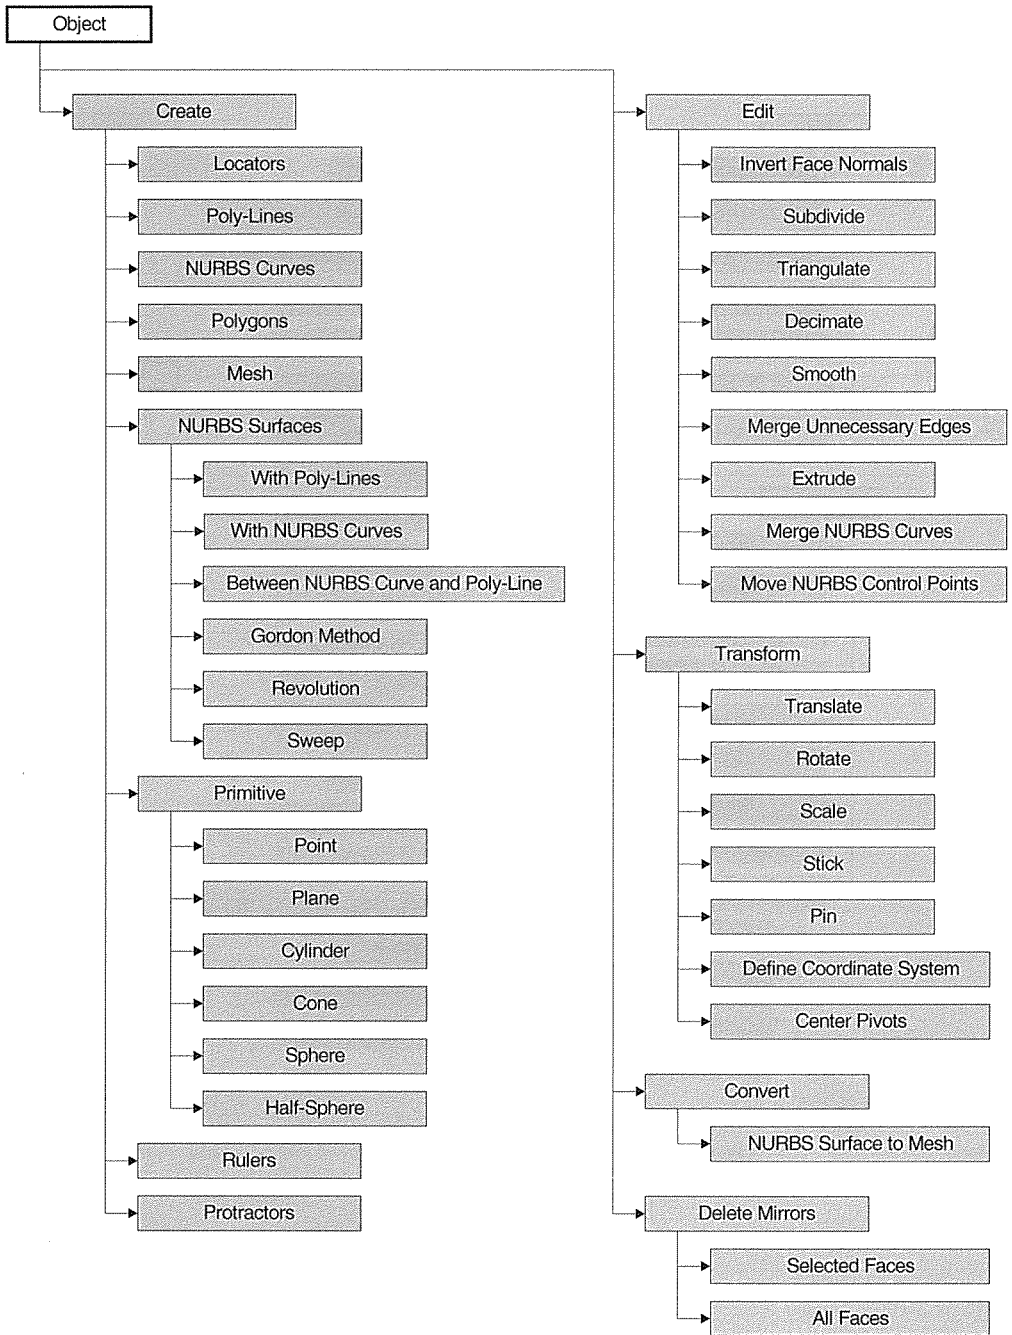 Object
Create
Locators
Poly-Lines
NURBS Curves
Polygons
Mesh
NURBS Surfaces
With Poly-Lines
With NURBS Curves
Between NURBS Curve and Poly-Line
Gordon Method
Revolution
Sweep
Primitive
Point
Plane
Cylinder
Cone
Sphere
Half-Sphere
Rulers
Protractors
Edit
Invert Face Normals
Subdivide
Triangulate
Decimate
Smooth
Merge Unnecessary Edges
Extrude
Merge NURBS Curves
Move NURBS Control Points
Transform
Translate
Rotate
Scale
Stick
Pin
Define Coordinate System
Center Pivots
Convert
NURBS Surface to Mesh
Delete Mirrors
Selected Faces
All Faces